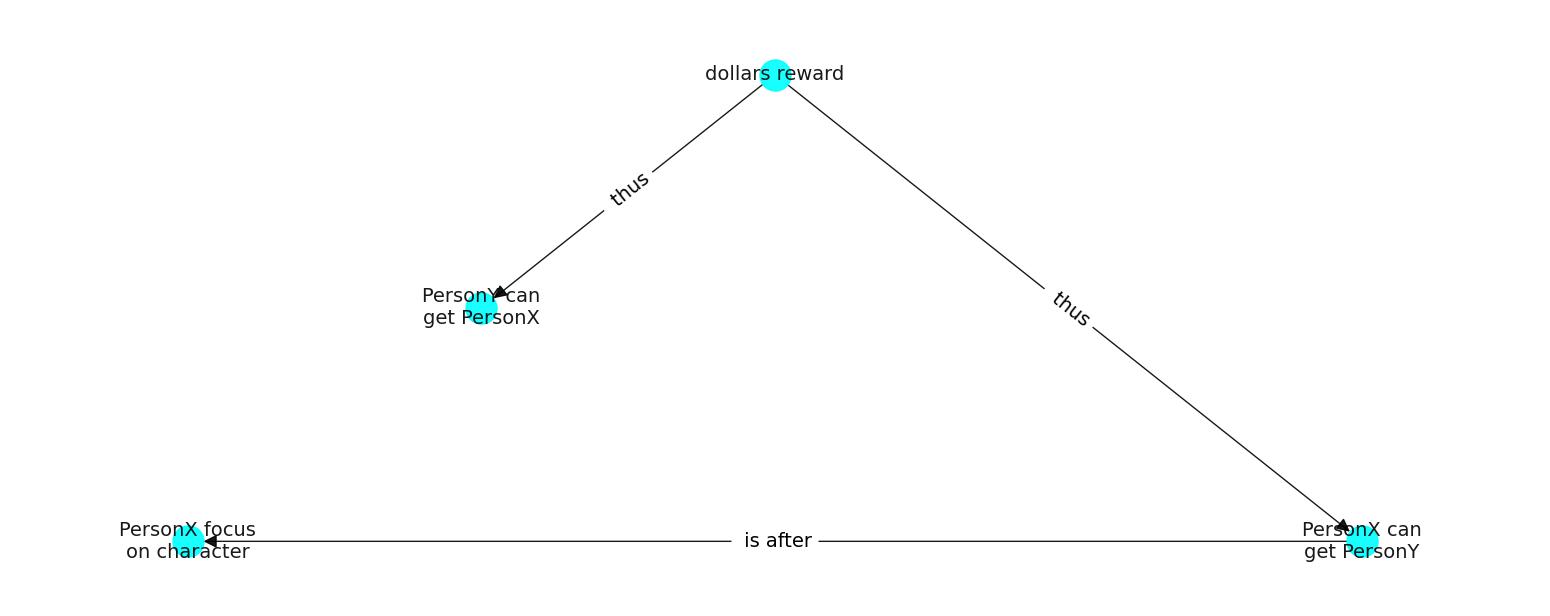 dollars reward
thus
PersonY can
get PersonX
thus
PersonX focus
on character
is after
PersonX can
get PersonY